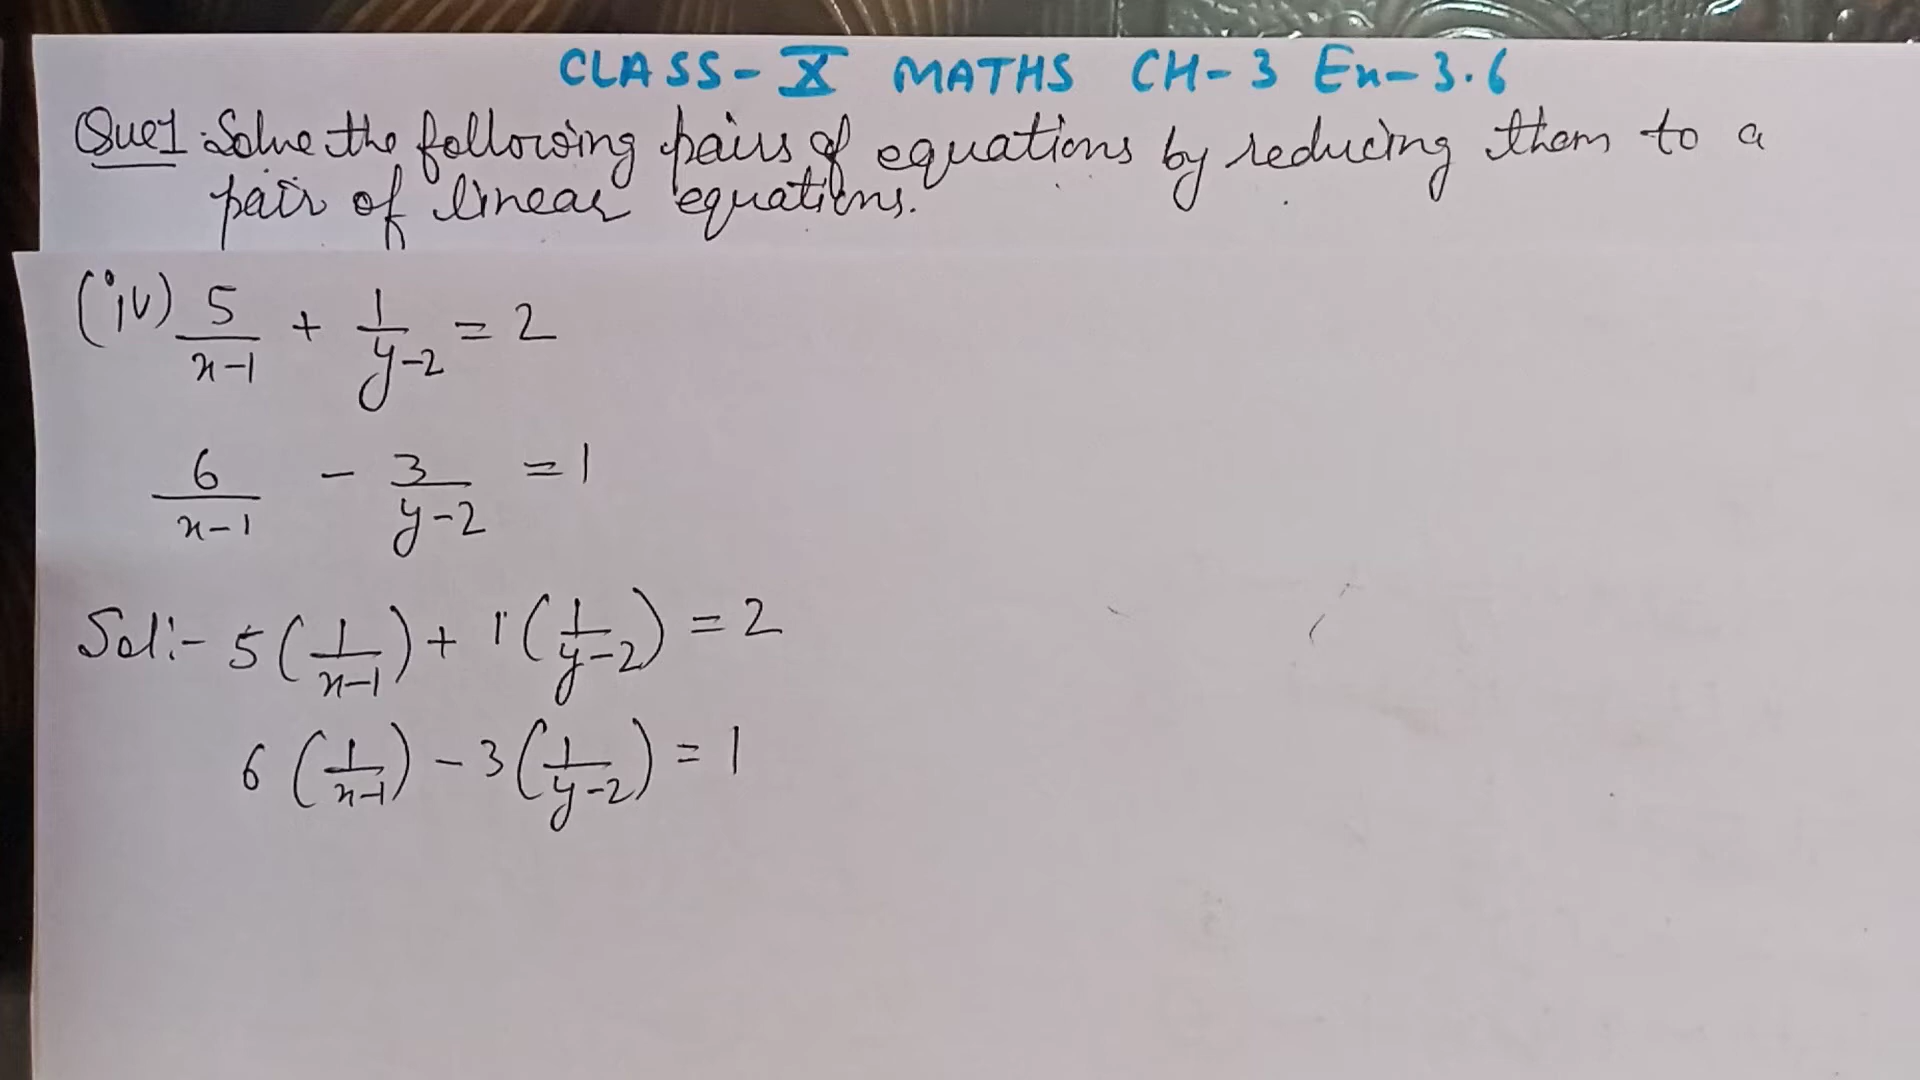 CLASS-X MATHS CH-3 Ex-3.6
Que1 Solve the following pairs of equations by reducing them to a
pair of linear equations.
(iv) 5/x-1 + 1/y-2 = 2
6/x-1 - 3/y-2 = 1
Sol:- 5(1/x-1) + 1(1/y-2) = 2
6(1/x-1) - 3(1/y-2) = 1